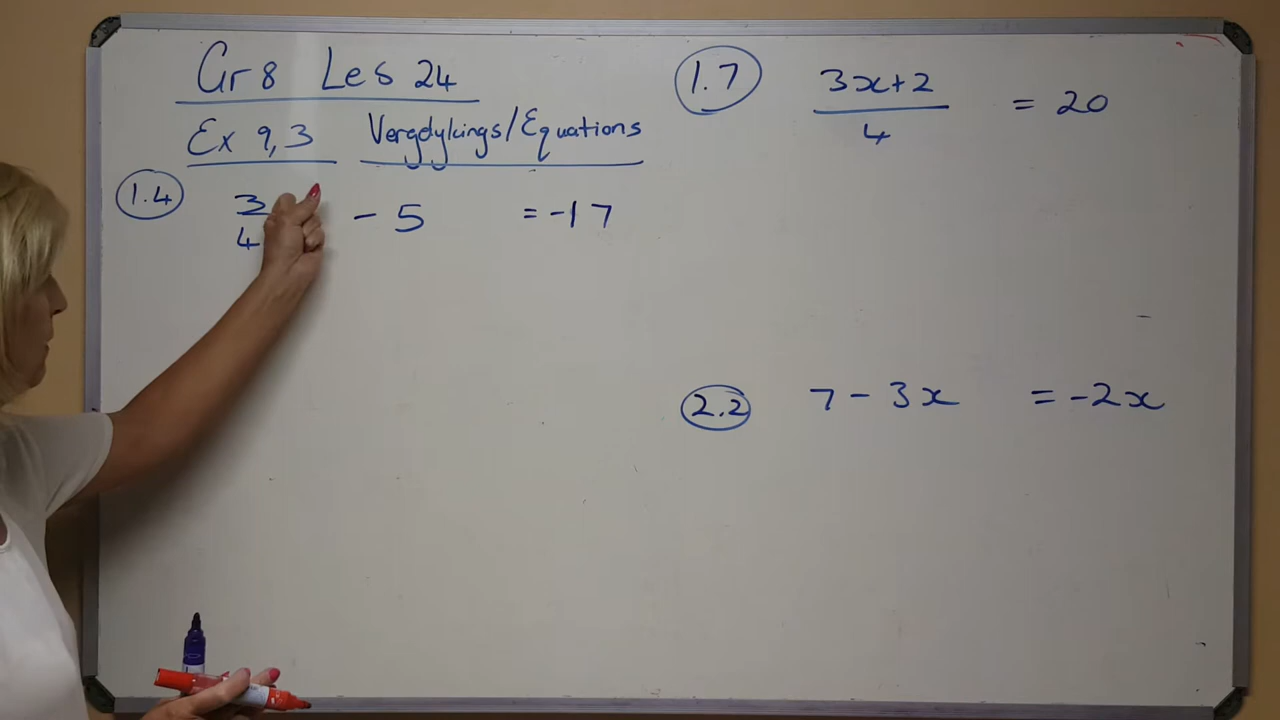 Gr 8 Les 24
Ex 9,3 Vergelykings/Equations
1.4 3/4 - 5 = -17
1.7 (3x+2)/4 = 20
2.2 7 - 3x = -2x